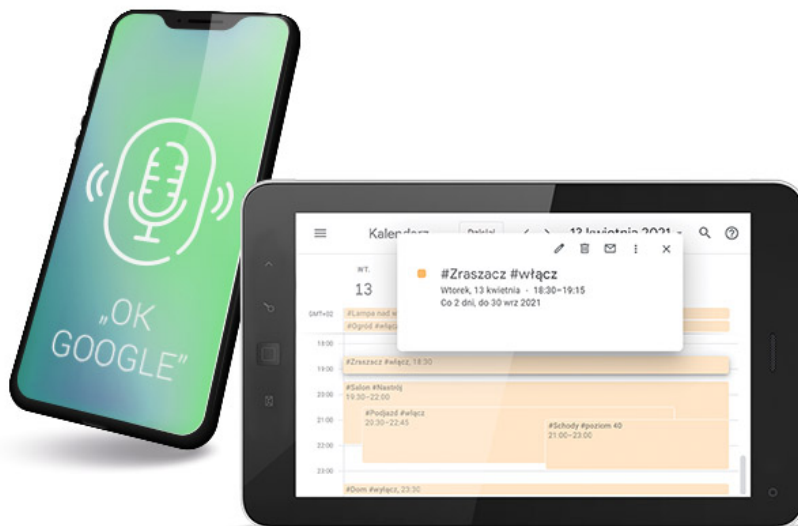 „OK
GOOGLE”
Kalendarz
13 kwietnia 2021
#Zraszacz #włącz
Wtorek, 13 kwietnia - 18:30–19:15
Co 2 dni, do 30 wrz 2021
WT.
13
GMT+02
#Lampa nad w
#Ogród #włącz
18:00
#Zraszacz #włącz, 18:30
19:00
#Salon #Nastrój
19:30–22:00
20:00
#Podjazd #włącz
20:30–22:45
21:00
#Schody #poziom 40
21:00–23:00
22:00
23:00
#Dom #wyłącz, 23:30